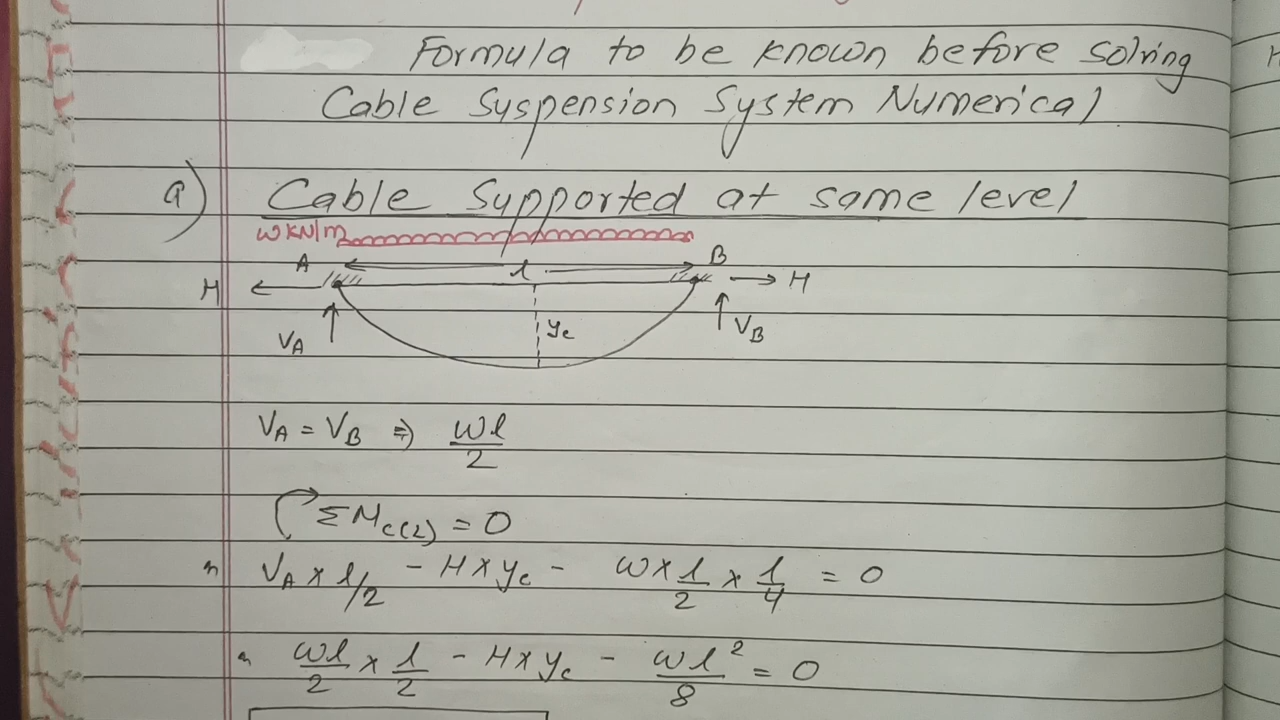 Formula to be known before solving
Cable Suspension System Numerical
a) Cable Supported at same level
w kN/m
A l B
H H
VA yc VB
VA = VB ⇒ wl/2
ΣMC(L) = 0
VA × l/2 - H × yc - w × l/2 × l/4 = 0
wl/2 × l/2 - H × yc - wl²/8 = 0